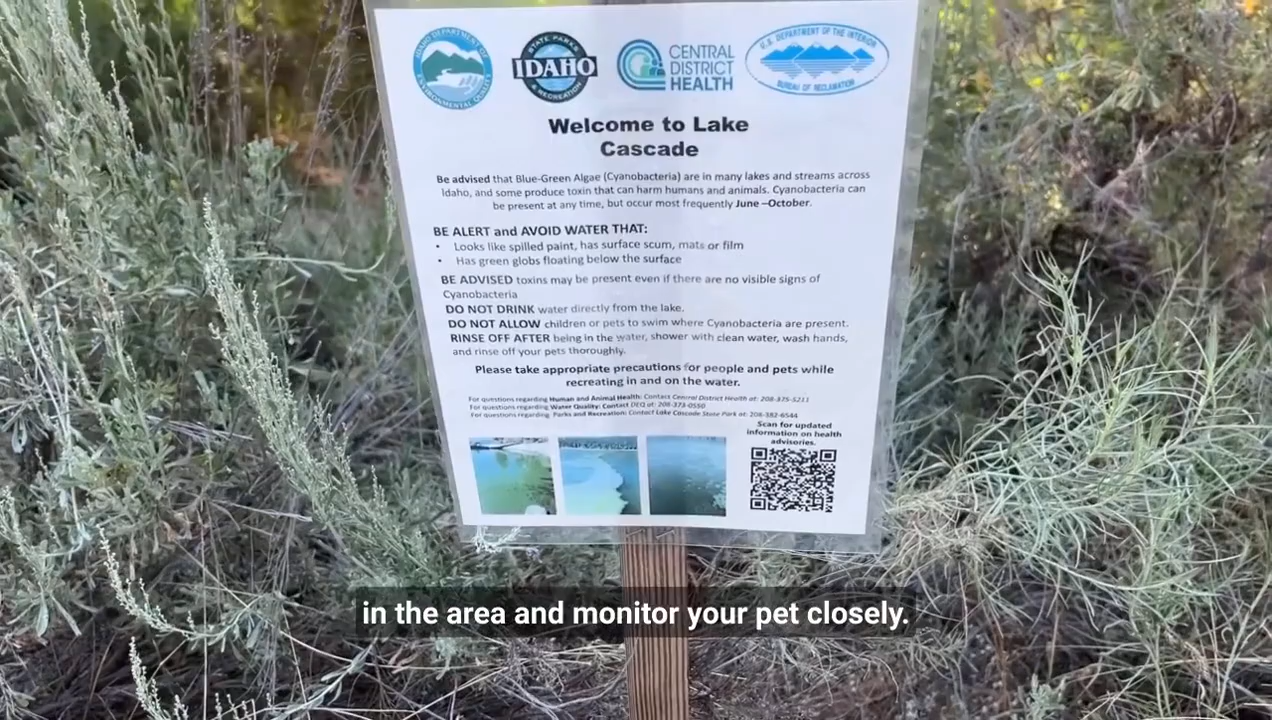 IDAHO DEPARTMENT OF
ENVIRONMENTAL QUALITY
STATE PARKS
IDAHO
& RECREATION
CENTRAL
DISTRICT
HEALTH
U.S. DEPARTMENT OF THE INTERIOR
BUREAU OF RECLAMATION
Welcome to Lake
Cascade
Be advised that Blue-Green Algae (Cyanobacteria) are in many lakes and streams across
Idaho, and some produce toxin that can harm humans and animals. Cyanobacteria can
be present at any time, but occur most frequently June –October.
BE ALERT and AVOID WATER THAT:
• Looks like spilled paint, has surface scum, mats or film
• Has green globs floating below the surface
BE ADVISED toxins may be present even if there are no visible signs of
Cyanobacteria
DO NOT DRINK water directly from the lake.
DO NOT ALLOW children or pets to swim where Cyanobacteria are present.
RINSE OFF AFTER being in the water, shower with clean water, wash hands,
and rinse off your pets thoroughly.
Please take appropriate precautions for people and pets while
recreating in and on the water.
For questions regarding Human and Animal Health: Contact Central District Health at: 208-375-5211
For questions regarding Water Quality: Contact DEQ at: 208-373-0550
For questions regarding Parks and Recreation: Contact Lake Cascade State Park at: 208-382-6544
Scan for updated
information on health
advisories.
in the area and monitor your pet closely.